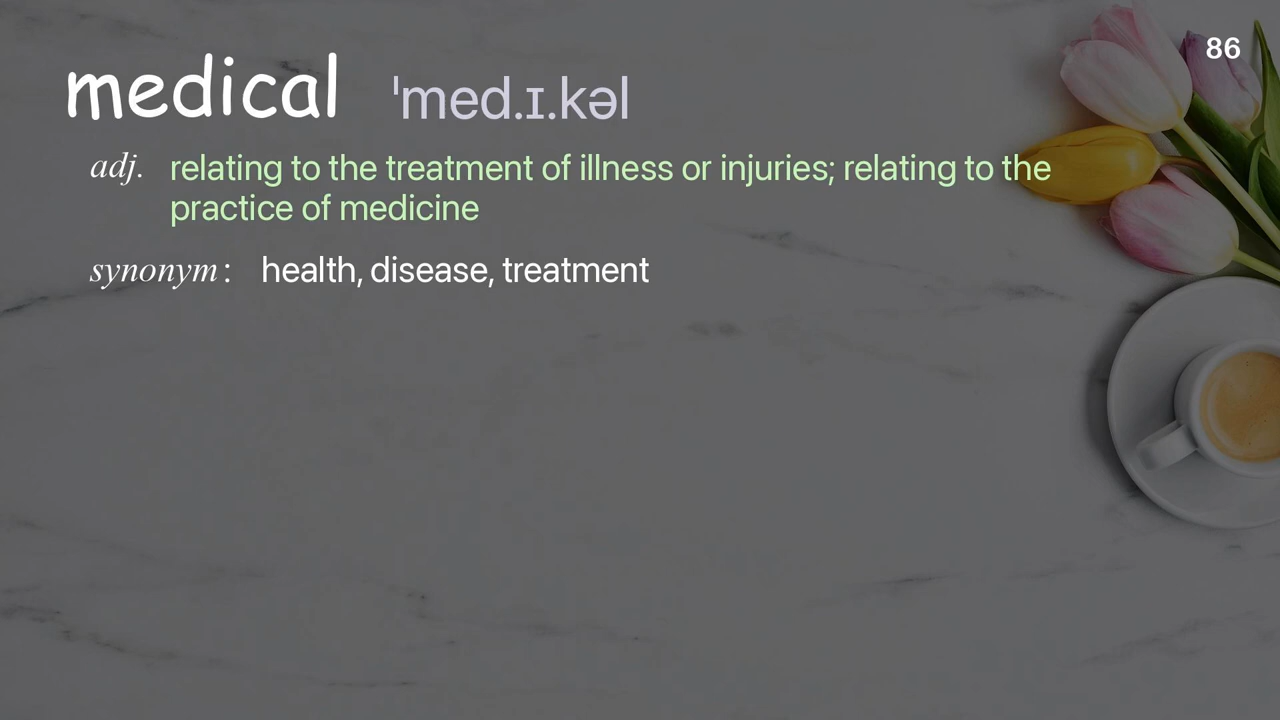 86
medical ˈmed.ɪ.kəl
adj. relating to the treatment of illness or injuries; relating to the
practice of medicine
synonym: health, disease, treatment